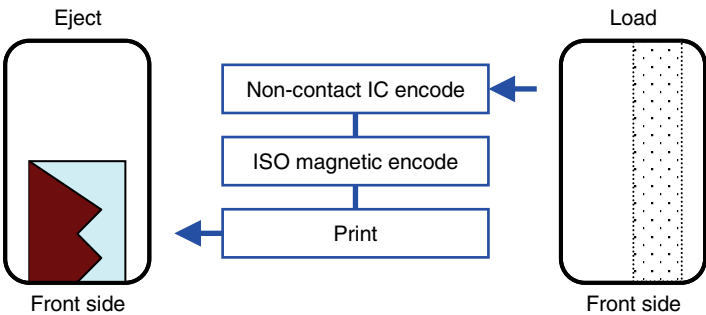 Eject
Load
Non-contact IC encode
ISO magnetic encode
Print
Front side
Front side